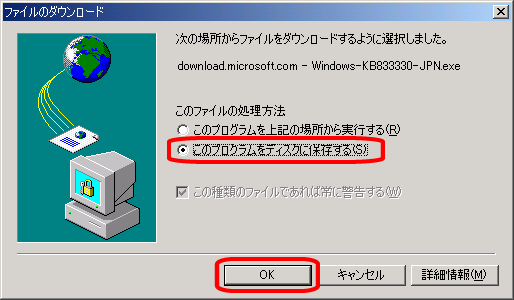 ファイルのダウンロード
次の場所からファイルをダウンロードするように選択しました。
download.microsoft.com - Windows-KB833330-JPN.exe
このファイルの処理方法
このプログラムを上記の場所から実行する(R)
このプログラムをディスクに保存する(S)
この種類のファイルであれば常に警告する(W)
OK キャンセル 詳細情報(M)